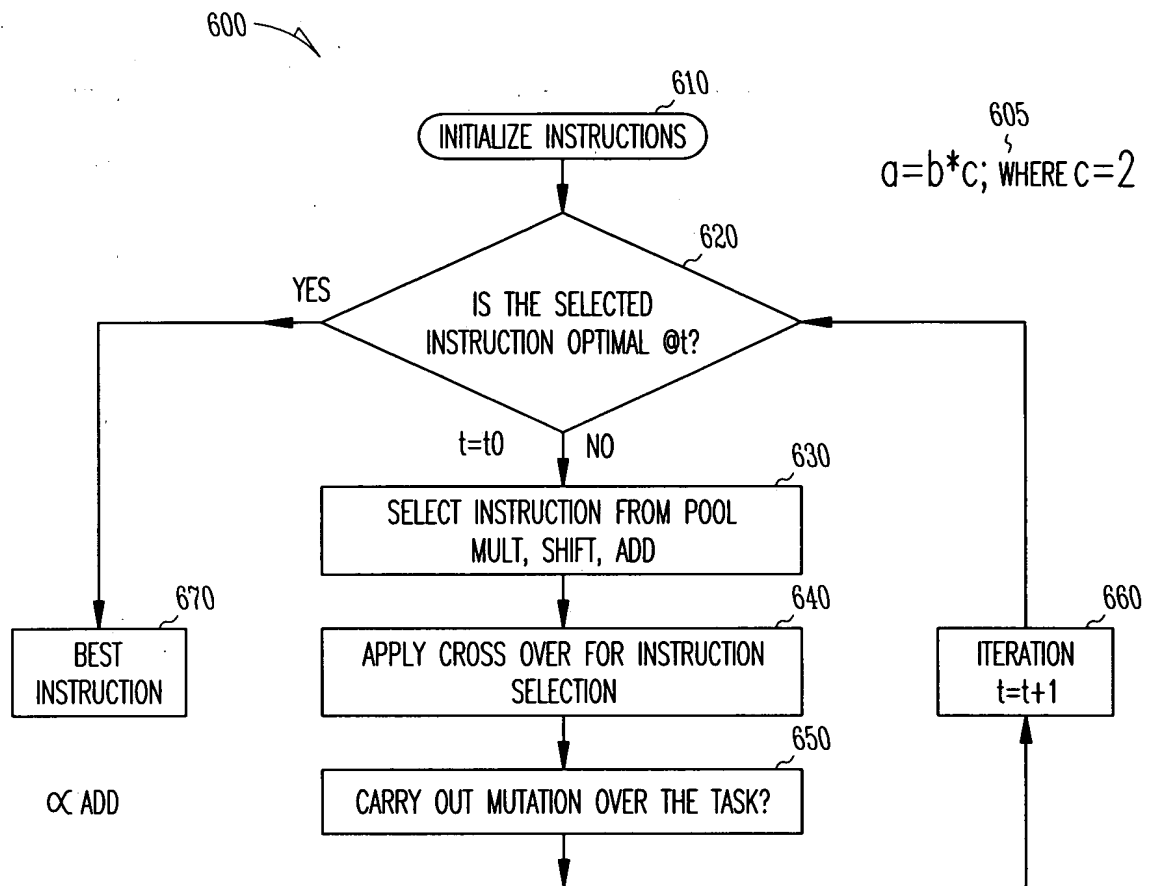 600
610
INITIALIZE INSTRUCTIONS
605
a=b*c; WHERE c=2
620
YES
IS THE SELECTED
INSTRUCTION OPTIMAL @t?
t=t0
NO
630
SELECT INSTRUCTION FROM POOL
MULT, SHIFT, ADD
670
BEST
INSTRUCTION
640
APPLY CROSS OVER FOR INSTRUCTION
SELECTION
660
ITERATION
t=t+1
650
CARRY OUT MUTATION OVER THE TASK?
∝ ADD